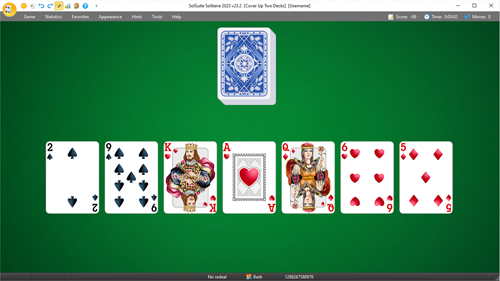 SolSuite Solitaire 2023 v23.2 [Cover Up Two Decks] [Username]
Game Statistics Favorites Appearance Hints Tools Help Score: -49 Time: 0:00:02 Moves: 0
2 9 K A Q 6 5
2 9 K A Q 6 5
No redeal Bark 1286267588076